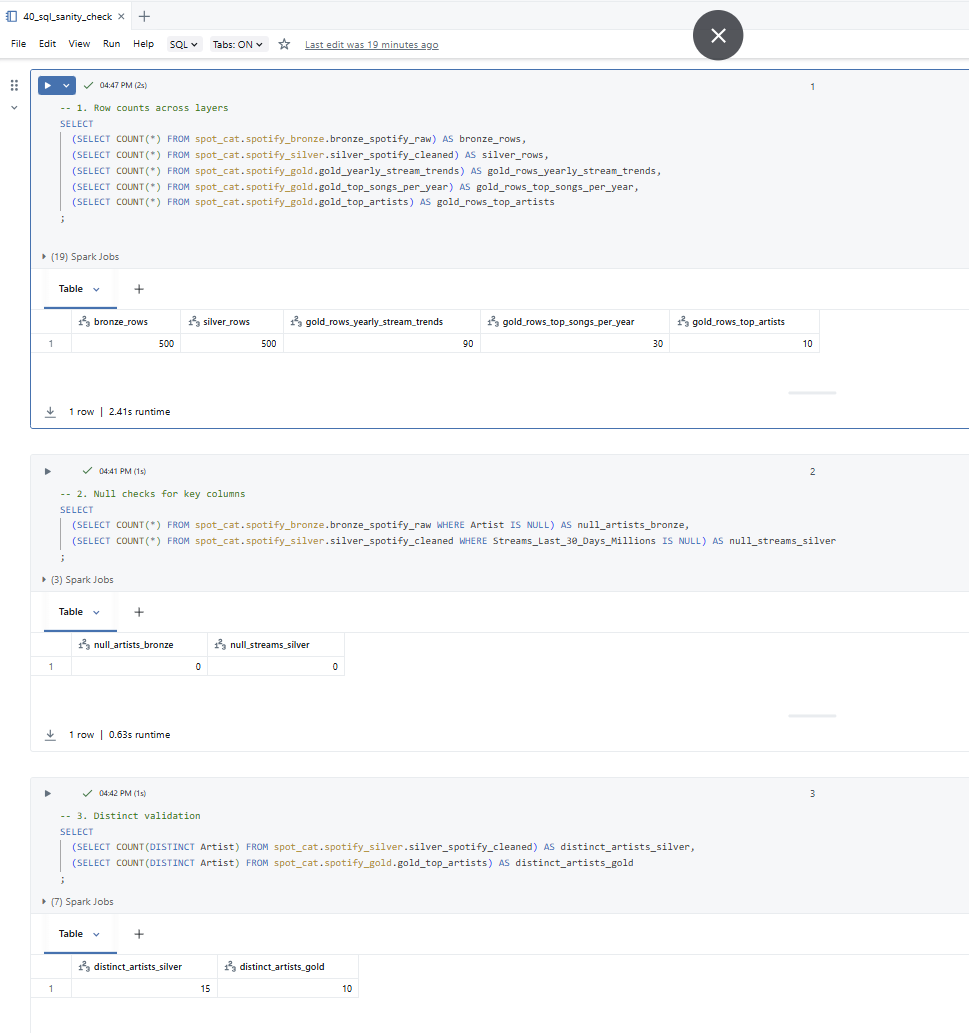 40_sql_sanity_check
File Edit View Run Help SQL Tabs: ON Last edit was 19 minutes ago
04:47 PM (2s) 1
-- 1. Row counts across layers
SELECT
(SELECT COUNT(*) FROM spot_cat.spotify_bronze.bronze_spotify_raw) AS bronze_rows,
(SELECT COUNT(*) FROM spot_cat.spotify_silver.silver_spotify_cleaned) AS silver_rows,
(SELECT COUNT(*) FROM spot_cat.spotify_gold.gold_yearly_stream_trends) AS gold_rows_yearly_stream_trends,
(SELECT COUNT(*) FROM spot_cat.spotify_gold.gold_top_songs_per_year) AS gold_rows_top_songs_per_year,
(SELECT COUNT(*) FROM spot_cat.spotify_gold.gold_top_artists) AS gold_rows_top_artists
;
(19) Spark Jobs
Table
bronze_rows silver_rows gold_rows_yearly_stream_trends gold_rows_top_songs_per_year gold_rows_top_artists
1 500 500 90 30 10
1 row | 2.41s runtime
04:41 PM (1s) 2
-- 2. Null checks for key columns
SELECT
(SELECT COUNT(*) FROM spot_cat.spotify_bronze.bronze_spotify_raw WHERE Artist IS NULL) AS null_artists_bronze,
(SELECT COUNT(*) FROM spot_cat.spotify_silver.silver_spotify_cleaned WHERE Streams_Last_30_Days_Millions IS NULL) AS null_streams_silver
;
(3) Spark Jobs
Table
null_artists_bronze null_streams_silver
1 0 0
1 row | 0.63s runtime
04:42 PM (1s) 3
-- 3. Distinct validation
SELECT
(SELECT COUNT(DISTINCT Artist) FROM spot_cat.spotify_silver.silver_spotify_cleaned) AS distinct_artists_silver,
(SELECT COUNT(DISTINCT Artist) FROM spot_cat.spotify_gold.gold_top_artists) AS distinct_artists_gold
;
(7) Spark Jobs
Table
distinct_artists_silver distinct_artists_gold
1 15 10